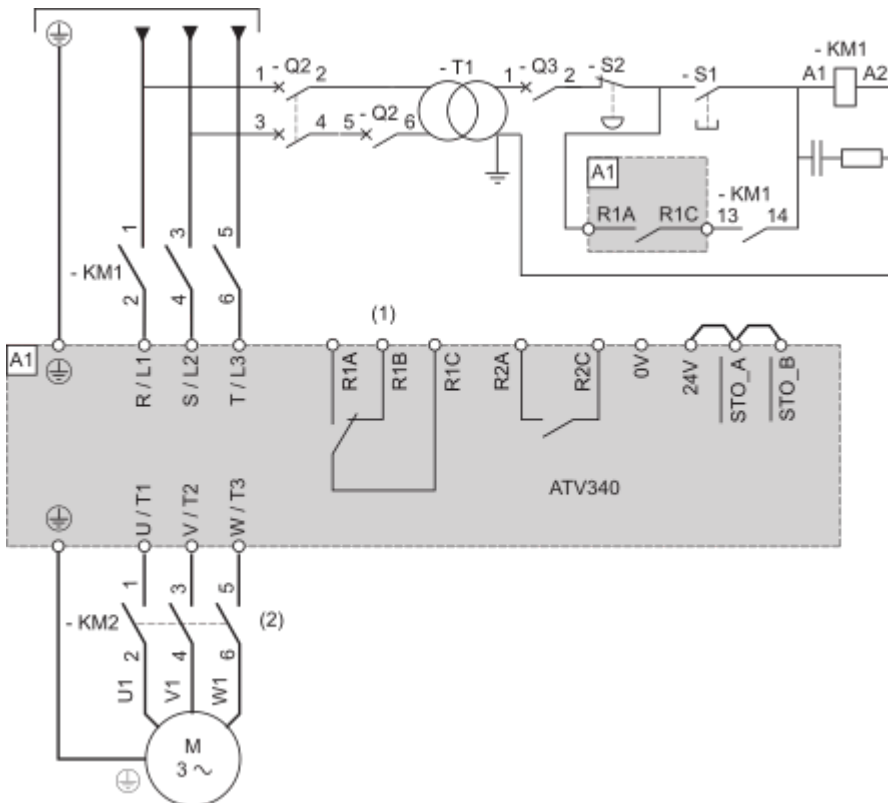 1 - Q2 2
3 4 5 - Q2 6
- T1
1 - Q3 2
- S2
- S1
- KM1
A1 A2
A1
R1A R1C
- KM1
13 14
1 3 5
- KM1
2 4 6
(1)
A1
R / L1
S / L2
T / L3
R1A
R1B
R1C
R2A
R2C
0V
24V
STO_A
STO_B
ATV340
U / T1
V / T2
W / T3
1 3 5
- KM2
(2)
2 4 6
U1
V1
W1
M
3 ~